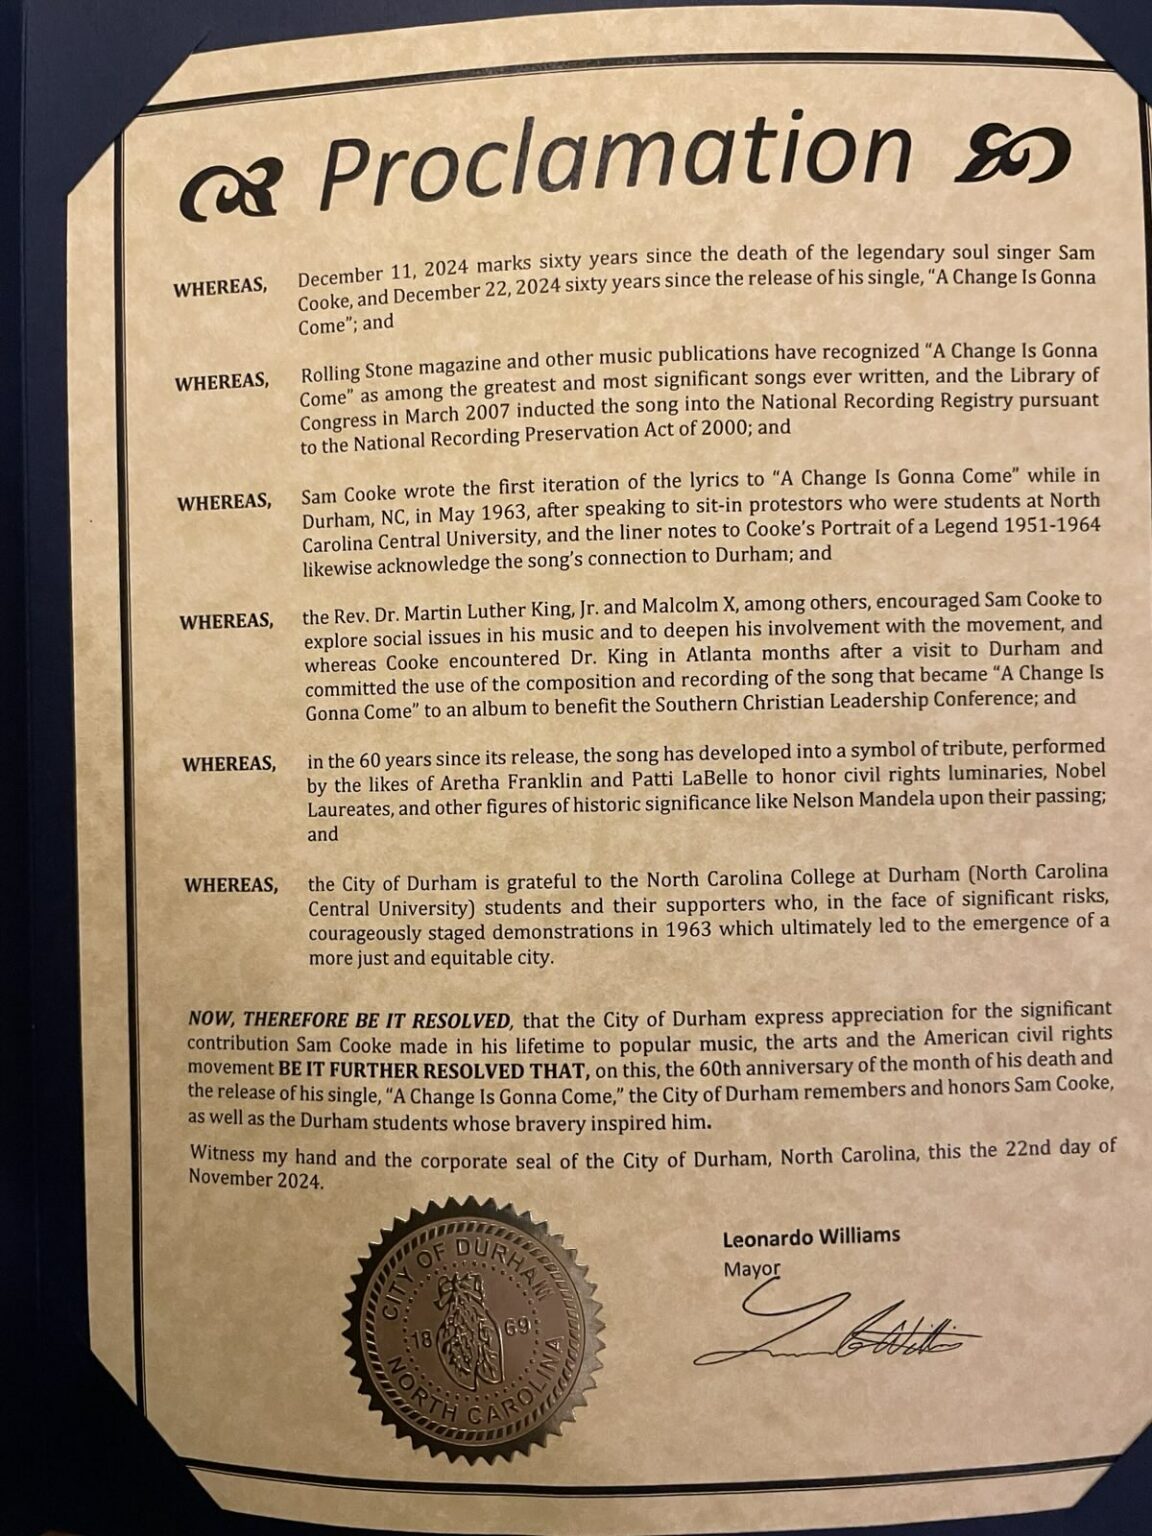 Proclamation
WHEREAS, December 11, 2024 marks sixty years since the death of the legendary soul singer Sam
Cooke, and December 22, 2024 sixty years since the release of his single, “A Change Is Gonna
Come”; and
WHEREAS, Rolling Stone magazine and other music publications have recognized “A Change Is Gonna
Come” as among the greatest and most significant songs ever written, and the Library of
Congress in March 2007 inducted the song into the National Recording Registry pursuant
to the National Recording Preservation Act of 2000; and
WHEREAS, Sam Cooke wrote the first iteration of the lyrics to “A Change Is Gonna Come” while in
Durham, NC, in May 1963, after speaking to sit-in protestors who were students at North
Carolina Central University, and the liner notes to Cooke’s Portrait of a Legend 1951-1964
likewise acknowledge the song’s connection to Durham; and
WHEREAS, the Rev. Dr. Martin Luther King, Jr. and Malcolm X, among others, encouraged Sam Cooke to
explore social issues in his music and to deepen his involvement with the movement, and
whereas Cooke encountered Dr. King in Atlanta months after a visit to Durham and
committed the use of the composition and recording of the song that became “A Change Is
Gonna Come” to an album to benefit the Southern Christian Leadership Conference; and
WHEREAS, in the 60 years since its release, the song has developed into a symbol of tribute, performed
by the likes of Aretha Franklin and Patti LaBelle to honor civil rights luminaries, Nobel
Laureates, and other figures of historic significance like Nelson Mandela upon their passing;
and
WHEREAS, the City of Durham is grateful to the North Carolina College at Durham (North Carolina
Central University) students and their supporters who, in the face of significant risks,
courageously staged demonstrations in 1963 which ultimately led to the emergence of a
more just and equitable city.
NOW, THEREFORE BE IT RESOLVED, that the City of Durham express appreciation for the significant
contribution Sam Cooke made in his lifetime to popular music, the arts and the American civil rights
movement BE IT FURTHER RESOLVED THAT, on this, the 60th anniversary of the month of his death and
the release of his single, “A Change Is Gonna Come,” the City of Durham remembers and honors Sam Cooke,
as well as the Durham students whose bravery inspired him.
Witness my hand and the corporate seal of the City of Durham, North Carolina, this the 22nd day of
November 2024.
CITY OF DURHAM
1869
NORTH CAROLINA
Leonardo Williams
Mayor